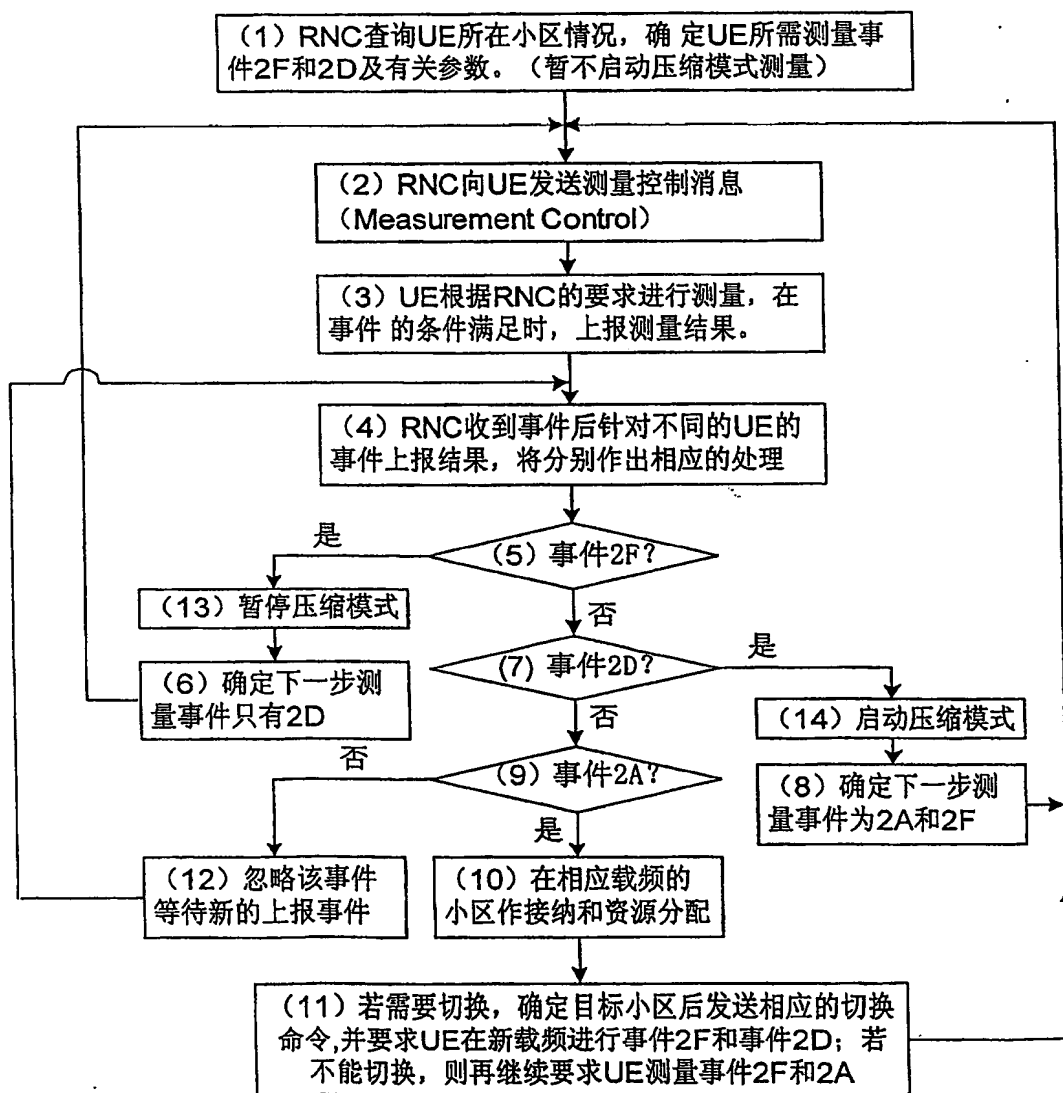 （1）RNC查询UE所在小区情况，确 定UE所需测量事
件2F和2D及有关参数。（暂不启动压缩模式测量）
（2）RNC向UE发送测量控制消息
（Measurement Control）
（3）UE根据RNC的要求进行测量，在
事件 的条件满足时，上报测量结果。
（4）RNC收到事件后针对不同的UE的
事件上报结果，将分别作出相应的处理
是
（5）事件2F？
（13）暂停压缩模式
否
(7) 事件2D？
是
（6）确定下一步测
量事件只有2D
否
（14）启动压缩模式
否
（9）事件2A？
（8）确定下一步测
量事件为2A和2F
是
（12）忽略该事件
等待新的上报事件
（10）在相应载频的
小区作接纳和资源分配
（11）若需要切换，确定目标小区后发送相应的切换
命令,并要求UE在新载频进行事件2F和事件2D；若
不能切换，则再继续要求UE测量事件2F和2A